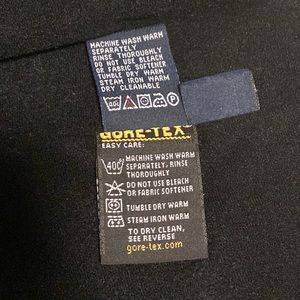 MACHINE WASH WARM
SEPARATELY
RINSE THOROUGHLY
DO NOT USE BLEACH
OR FABRIC SOFTENER
TUMBLE DRY WARM
STEAM IRON WARM
DRY CLEANABLE
40C P
GORE-TEX
EASY CARE:
40C MACHINE WASH WARM
SEPARATELY, RINSE
THOROUGHLY
DO NOT USE BLEACH
OR FABRIC SOFTENER
TUMBLE DRY WARM
STEAM IRON WARM
TO DRY CLEAN,
SEE REVERSE
gore-tex.com